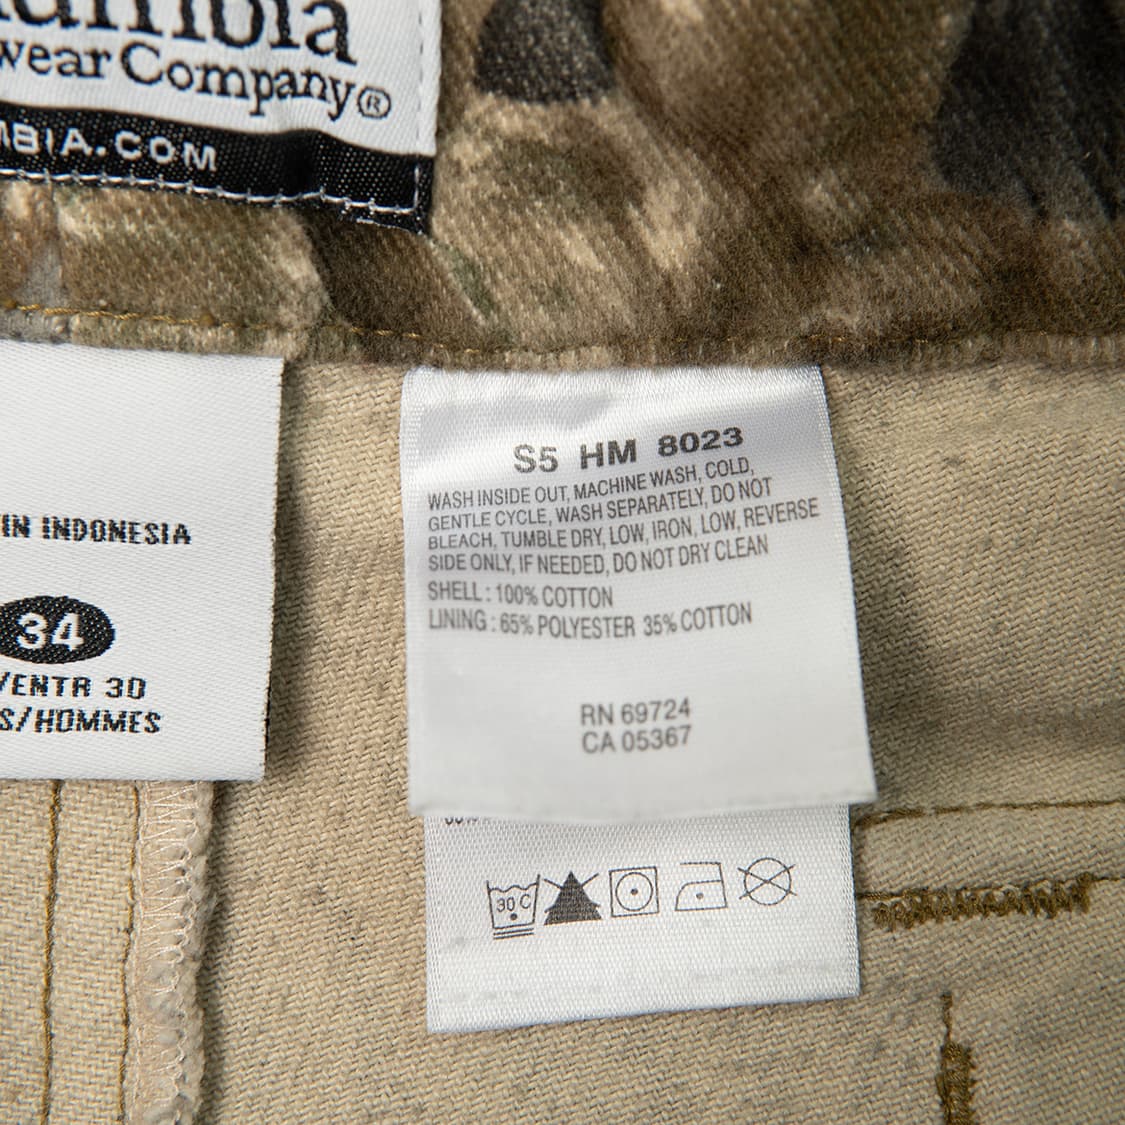 wear Company®
.COM
IN INDONESIA
34
/ENTR 30
S/HOMMES
S5 HM 8023
WASH INSIDE OUT, MACHINE WASH, COLD,
GENTLE CYCLE, WASH SEPARATELY, DO NOT
BLEACH, TUMBLE DRY, LOW, IRON, LOW, REVERSE
SIDE ONLY, IF NEEDED, DO NOT DRY CLEAN
SHELL : 100% COTTON
LINING : 65% POLYESTER 35% COTTON
RN 69724
CA 05367
30 C